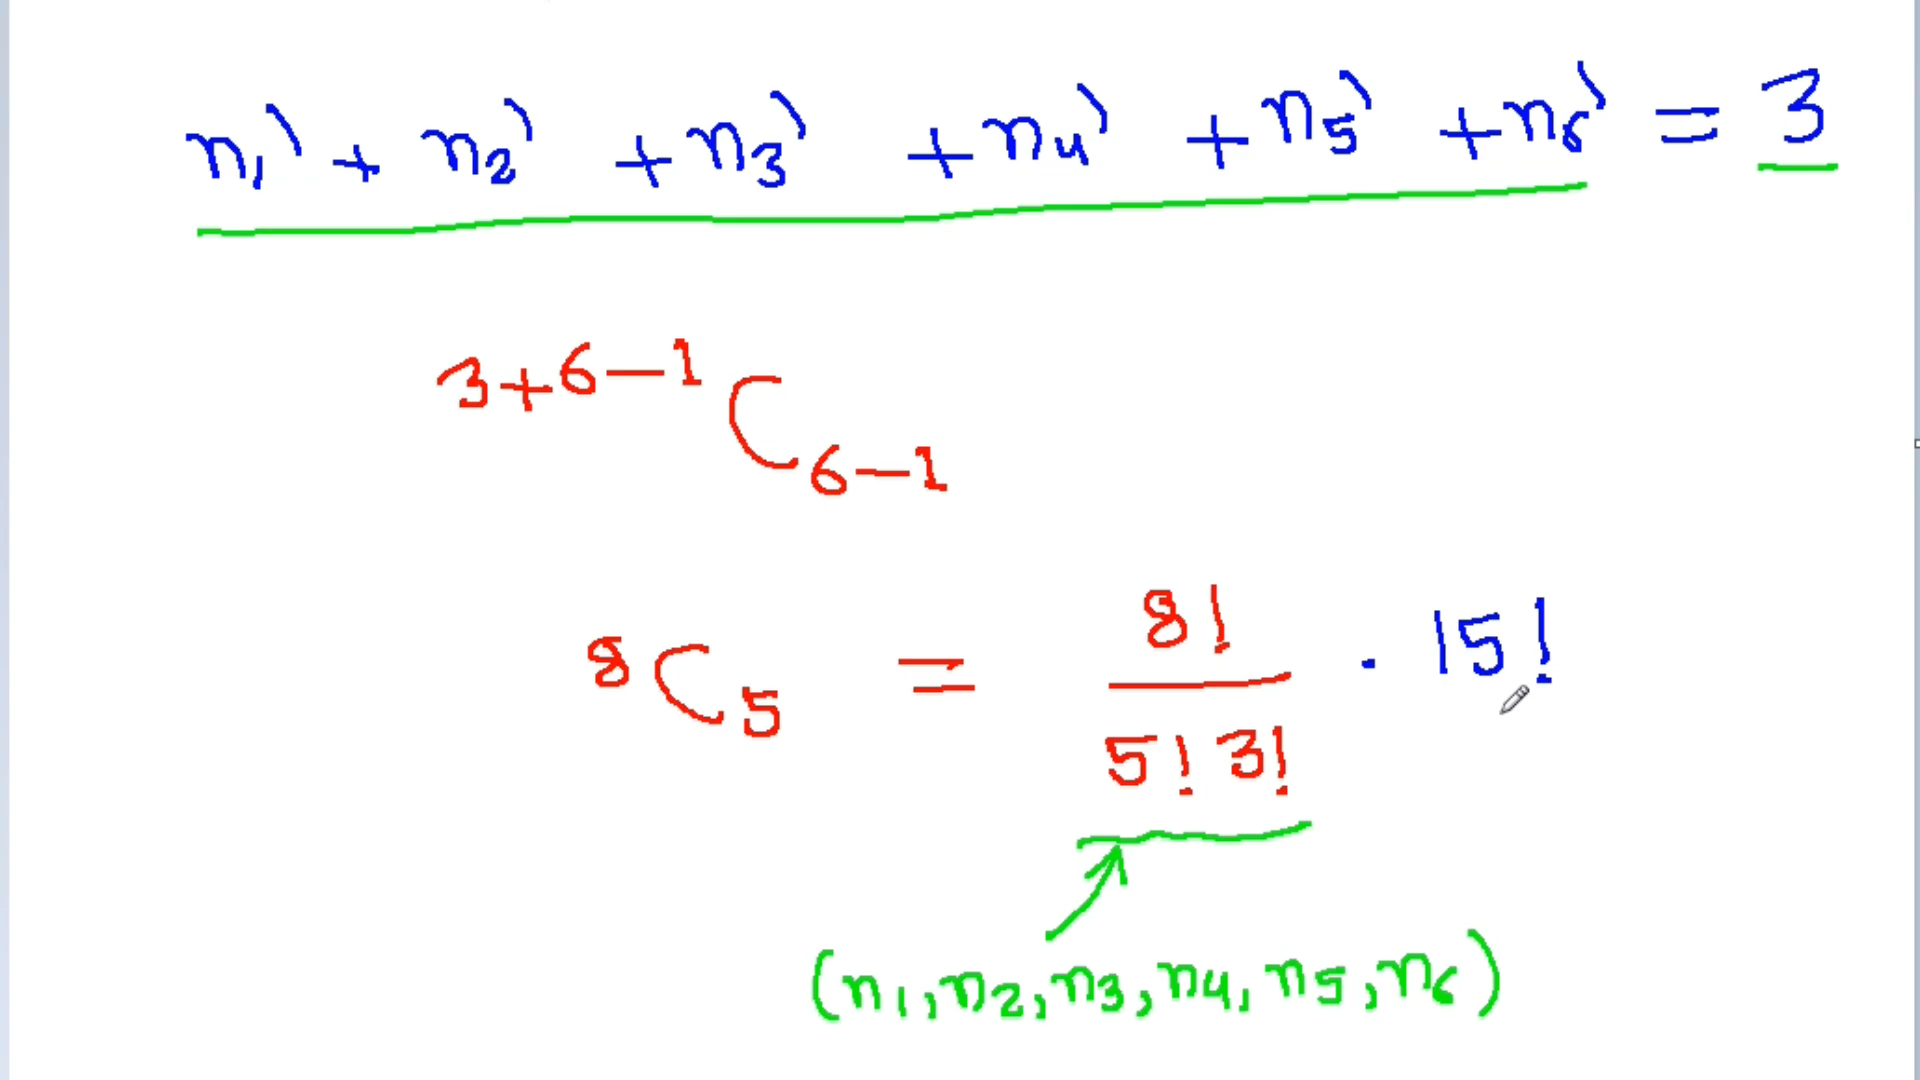 n₁' + n₂' + n₃' + n₄' + n₅' + n₆' = 3
³⁺⁶⁻¹C₆₋₁
⁸C₅ = 8!/5!3! · 15!
(n₁, n₂, n₃, n₄, n₅, n₆)